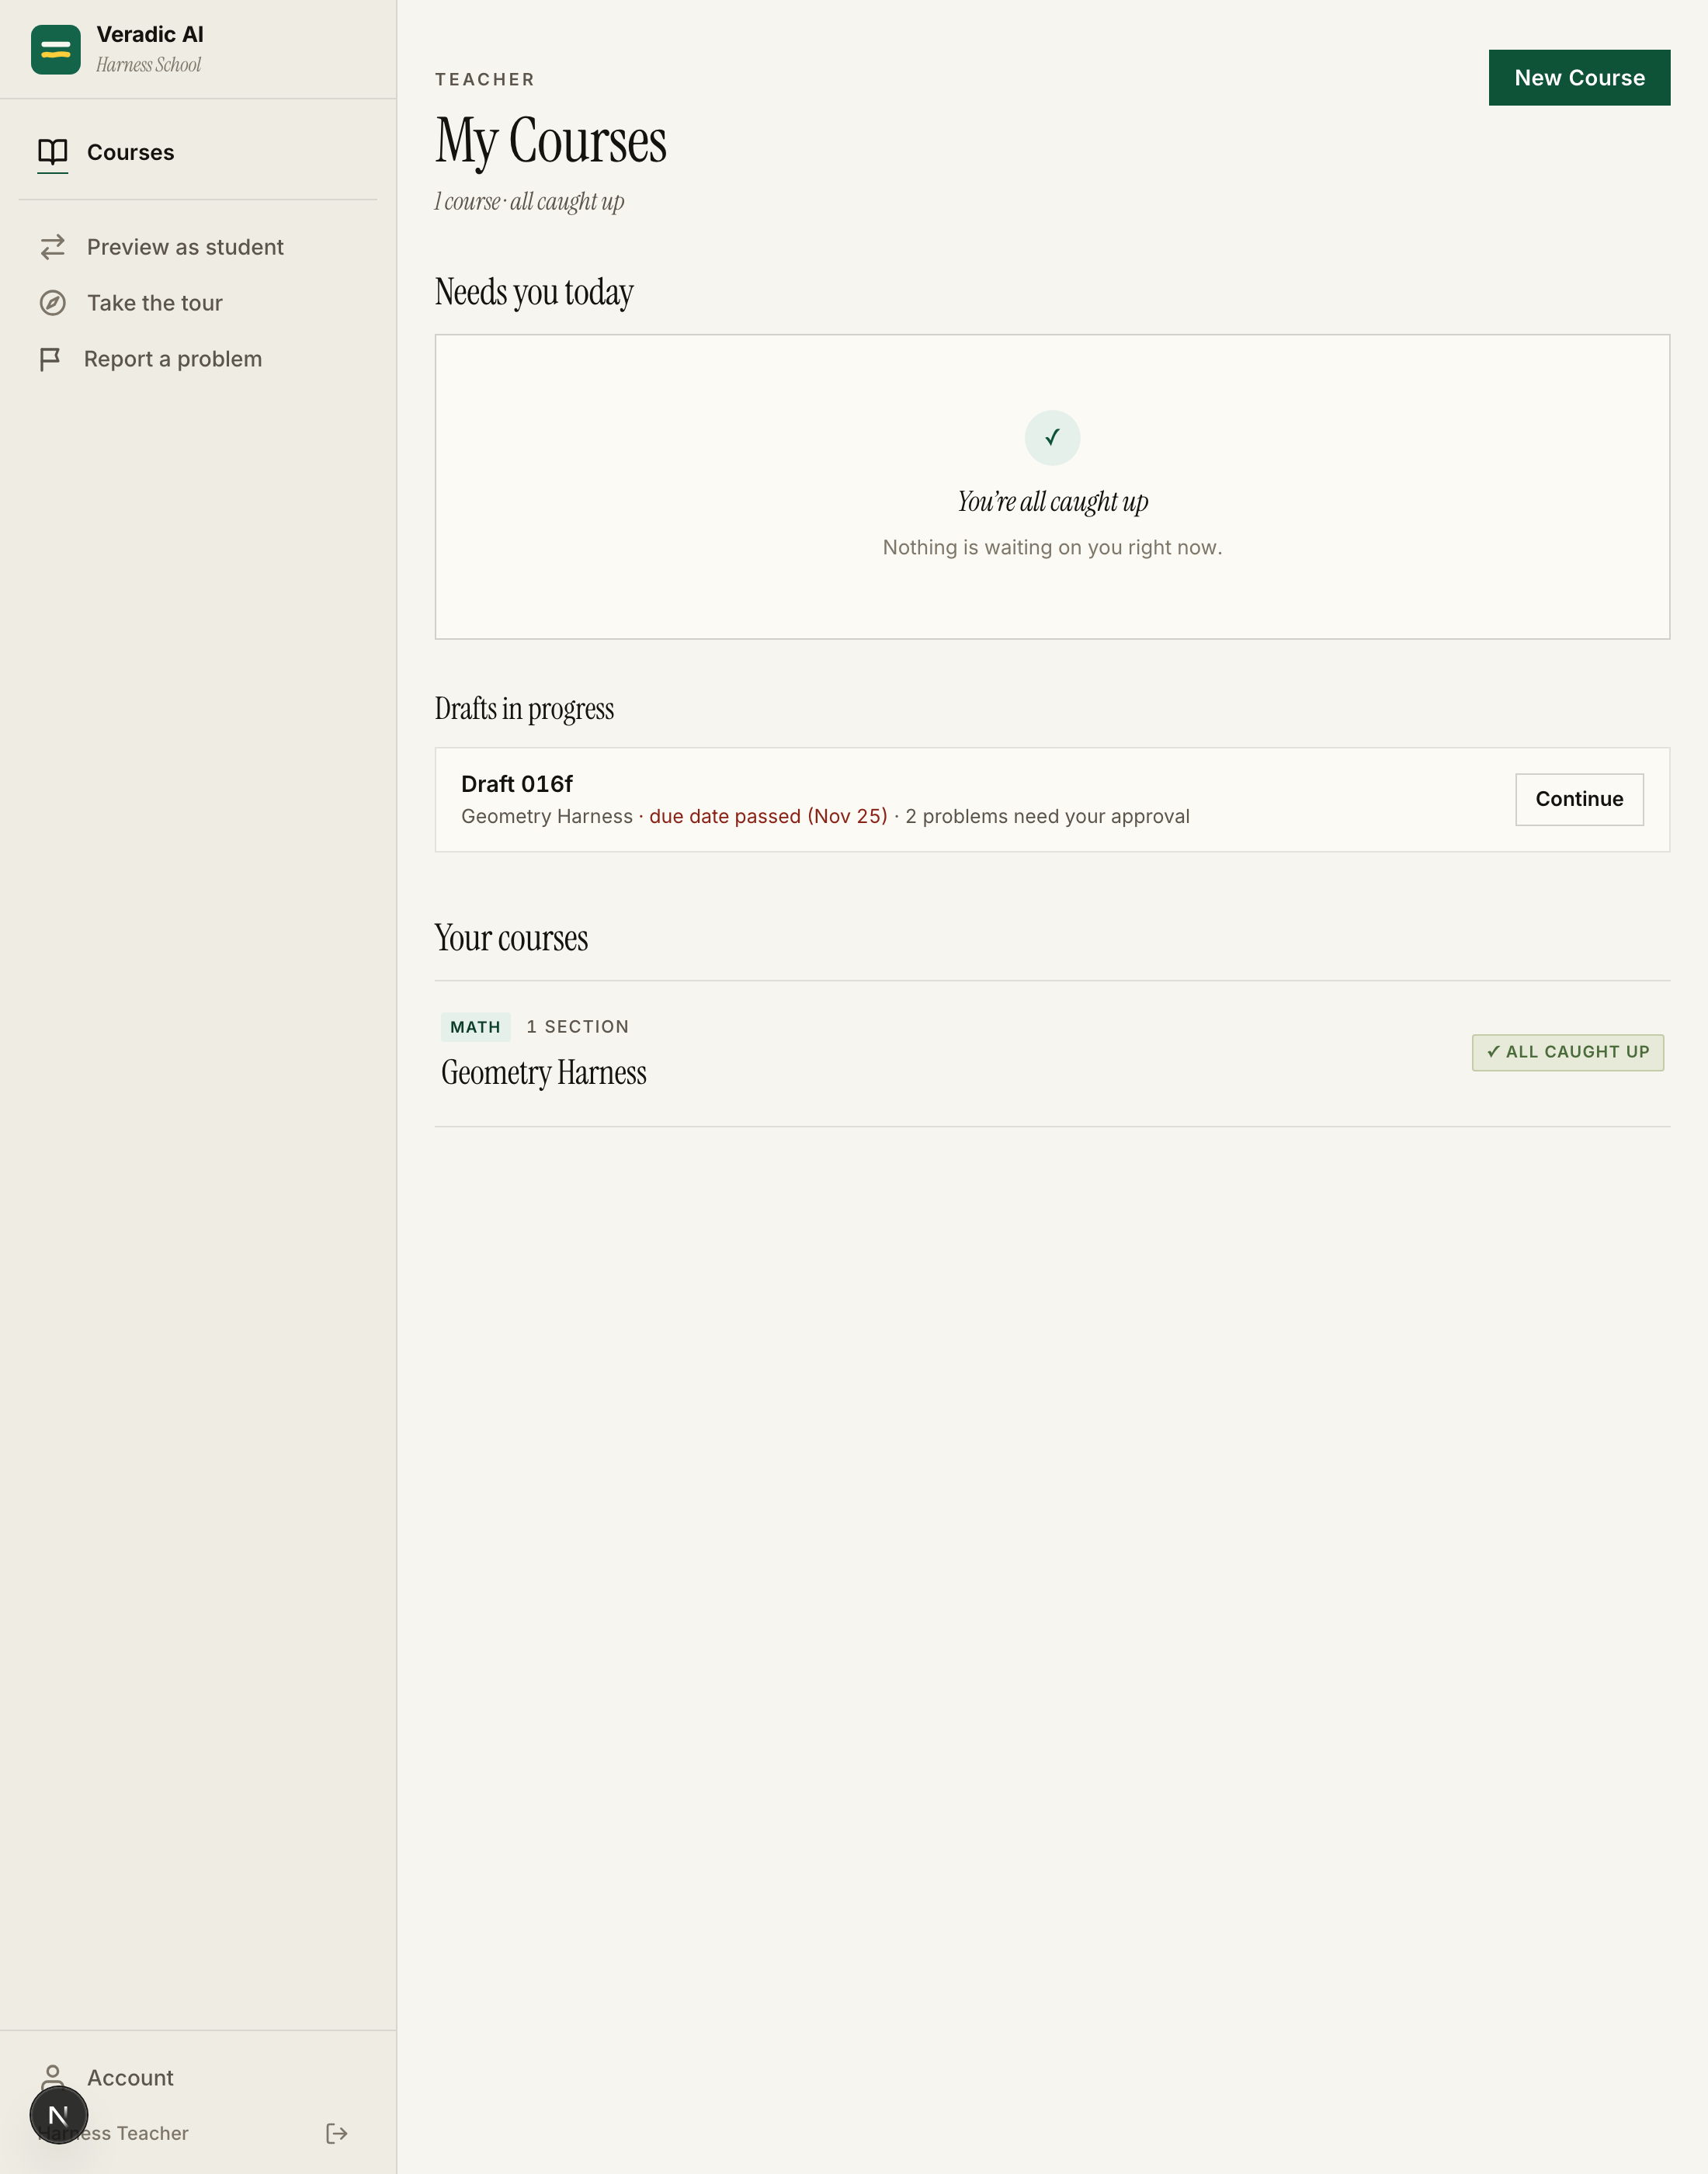 Veradic AI
Harness School
Courses
Preview as student
Take the tour
Report a problem
Account
Teacher
TEACHER
New Course
My Courses
1 course · all caught up
Needs you today
✓
You’re all caught up
Nothing is waiting on you right now.
Drafts in progress
Draft 016f
Geometry Harness · due date passed (Nov 25) · 2 problems need your approval
Continue
Your courses
MATH 1 SECTION
Geometry Harness
✓ ALL CAUGHT UP